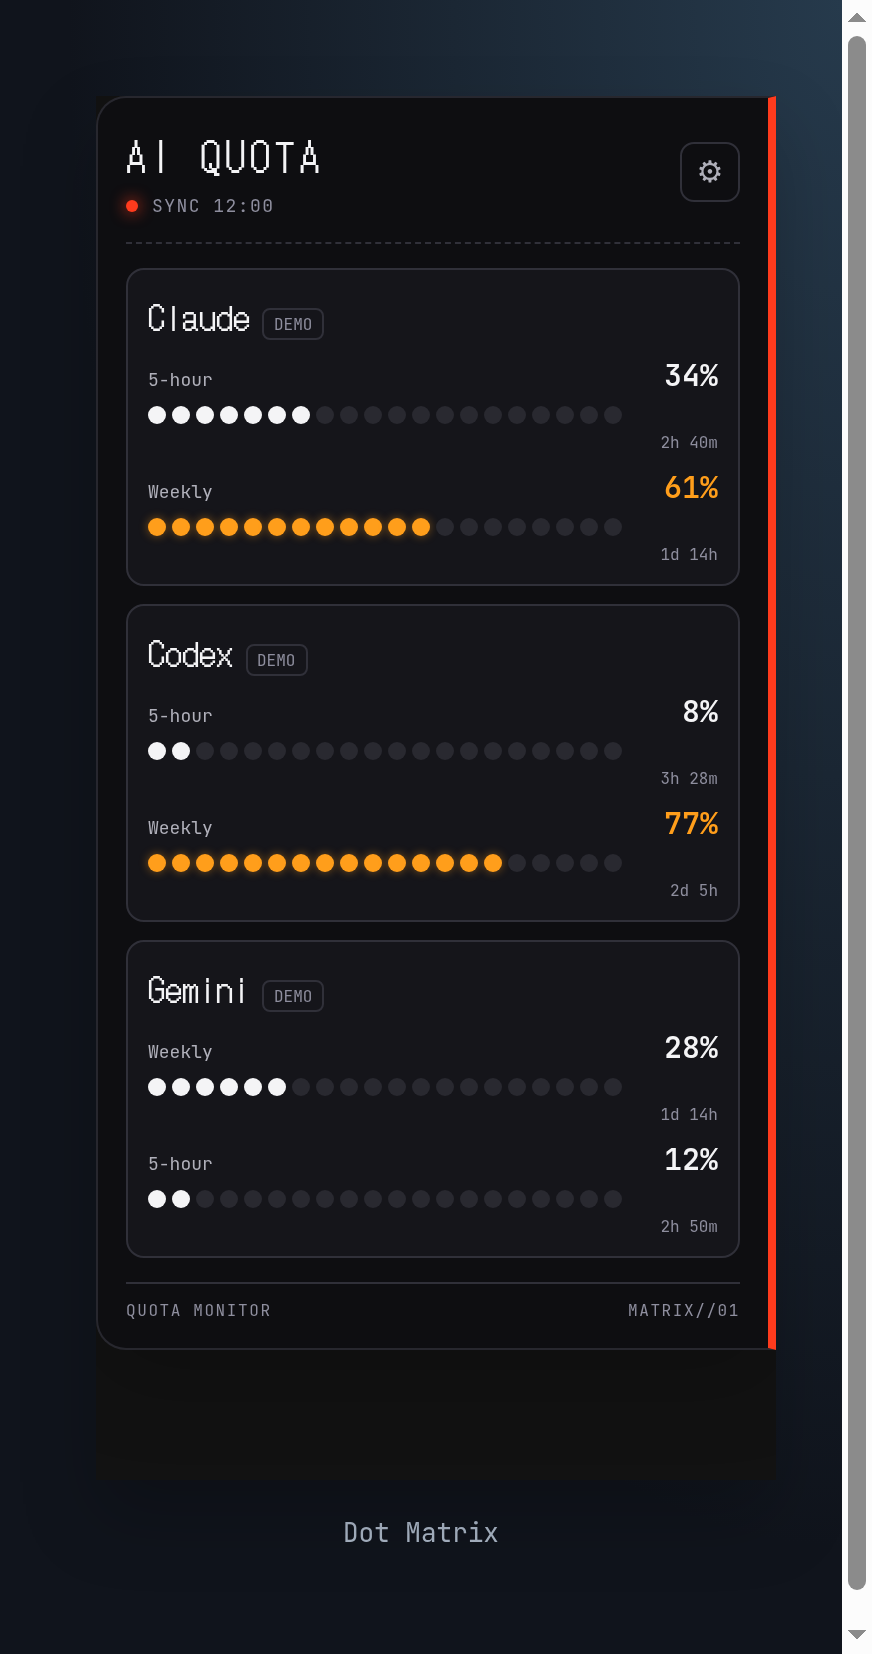 AI QUOTA
SYNC 12:00
Claude DEMO
5-hour 34%
2h 40m
Weekly 61%
1d 14h
Codex DEMO
5-hour 8%
3h 28m
Weekly 77%
2d 5h
Gemini DEMO
Weekly 28%
1d 14h
5-hour 12%
2h 50m
QUOTA MONITOR MATRIX//01
Dot Matrix